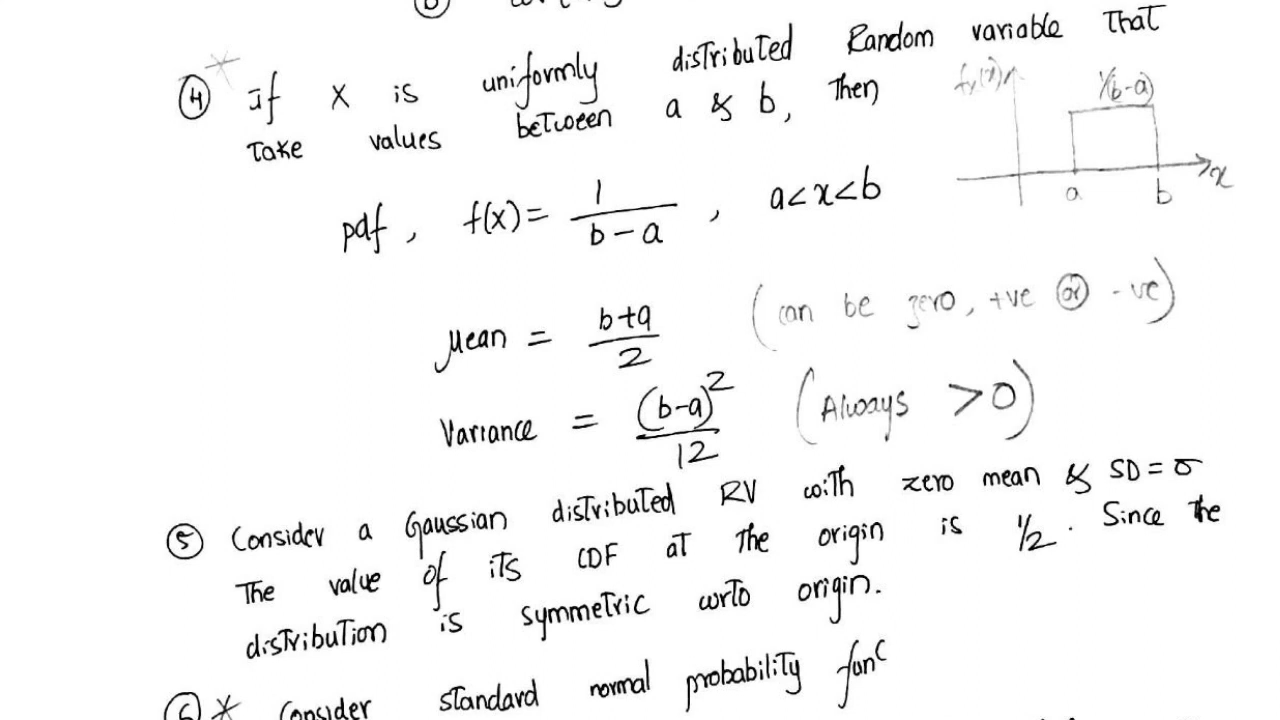 ④* If X is uniformly distributed Random variable that
Take values between a & b, then
fx(x)
1/(b-a)
a b x
pdf, f(x) = 1/(b-a), a<x<b
Mean = (b+a)/2 (can be zero, +ve or -ve)
Variance = (b-a)²/12 (Always >0)
⑤ Consider a Gaussian distributed RV with zero mean & SD = σ
The value of its CDF at the origin is 1/2. Since the
distribution is symmetric wrto origin.
⑥* Consider standard normal probability func